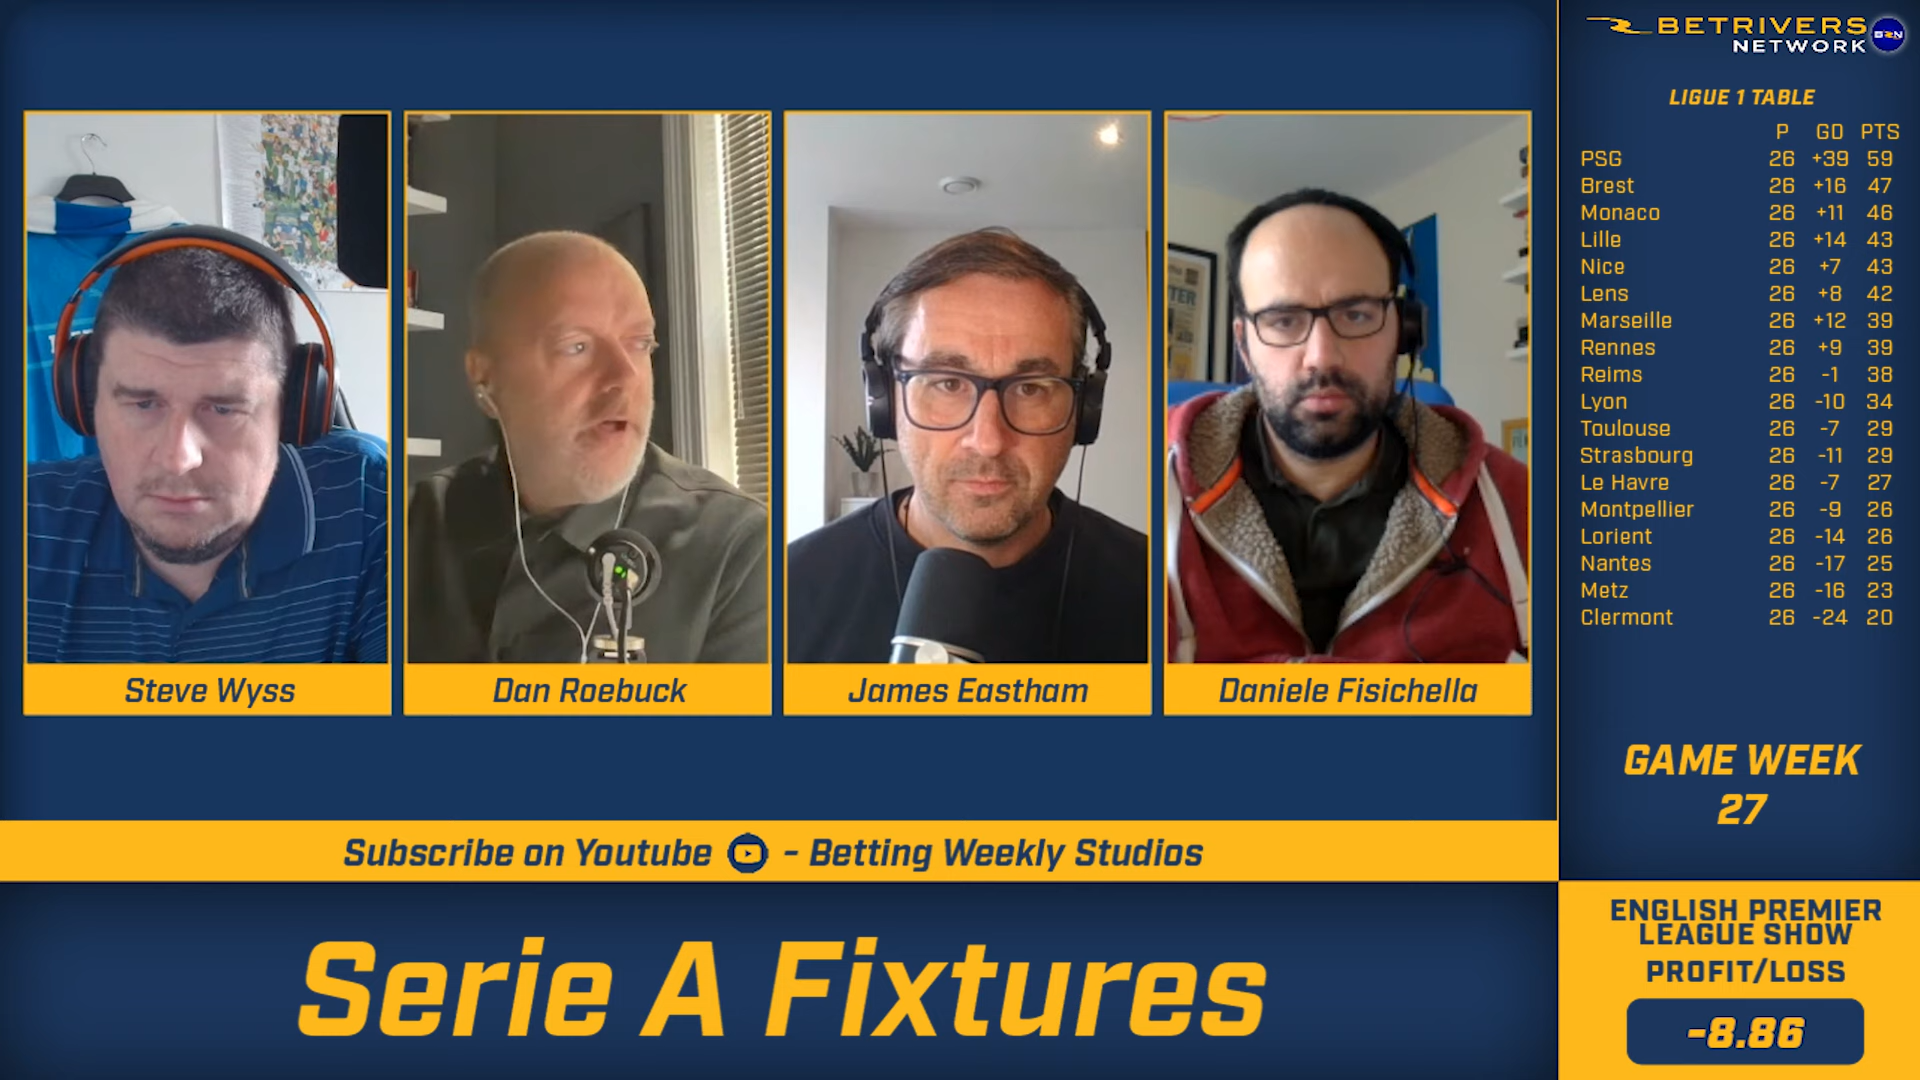 BETRIVERS
NETWORK
BRN
LIGUE 1 TABLE
P GD PTS
PSG 26 +39 59
Brest 26 +16 47
Monaco 26 +11 46
Lille 26 +14 43
Nice 26 +7 43
Lens 26 +8 42
Marseille 26 +12 39
Rennes 26 +9 39
Reims 26 -1 38
Lyon 26 -10 34
Toulouse 26 -7 29
Strasbourg 26 -11 29
Le Havre 26 -7 27
Montpellier 26 -9 26
Lorient 26 -14 26
Nantes 26 -17 25
Metz 26 -16 23
Clermont 26 -24 20
Steve Wyss
Dan Roebuck
James Eastham
Daniele Fisichella
GAME WEEK
27
Subscribe on Youtube - Betting Weekly Studios
Serie A Fixtures
ENGLISH PREMIER
LEAGUE SHOW
PROFIT/LOSS
-8.86